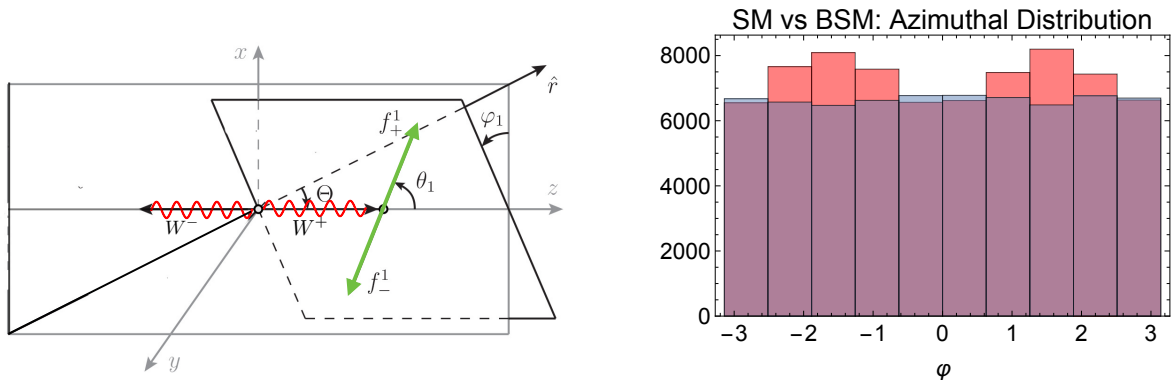 x
r̂
f₊¹
φ₁
Θ
θ₁
z
W⁻
W⁺
f₋¹
y
SM vs BSM: Azimuthal Distribution
8000
6000
4000
2000
0
−3 −2 −1 0 1 2 3
φ